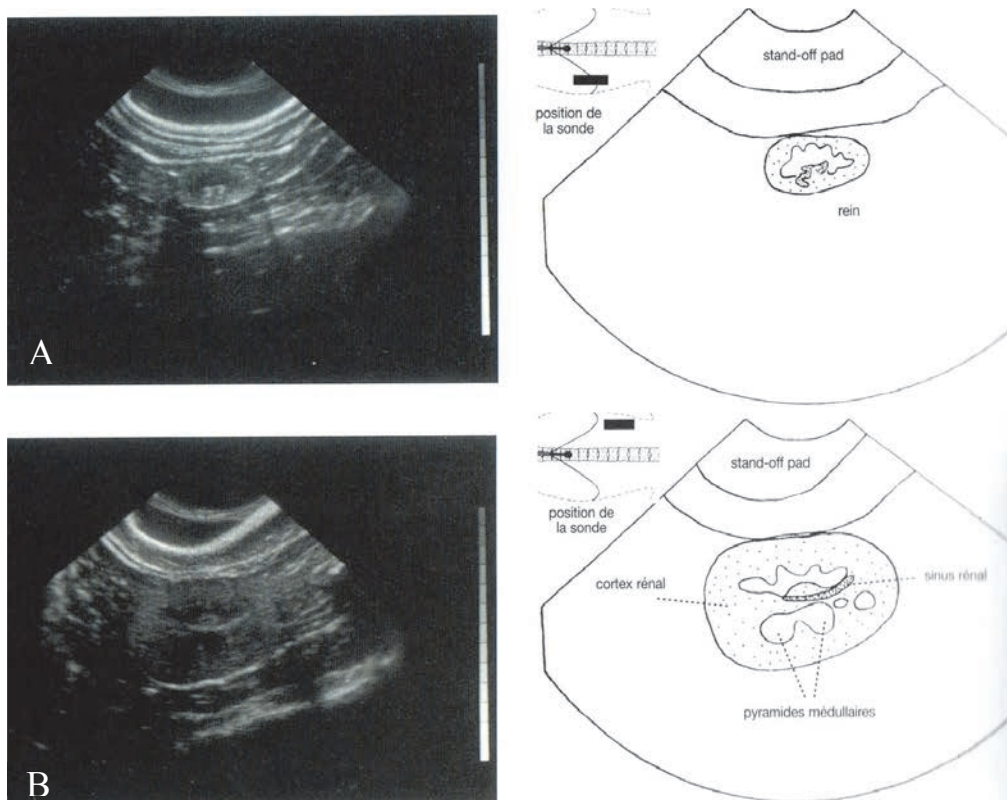 stand-off pad
position de
la sonde
rein
A
stand-off pad
position de
la sonde
cortex rénal
sinus rénal
pyramides médullaires
B